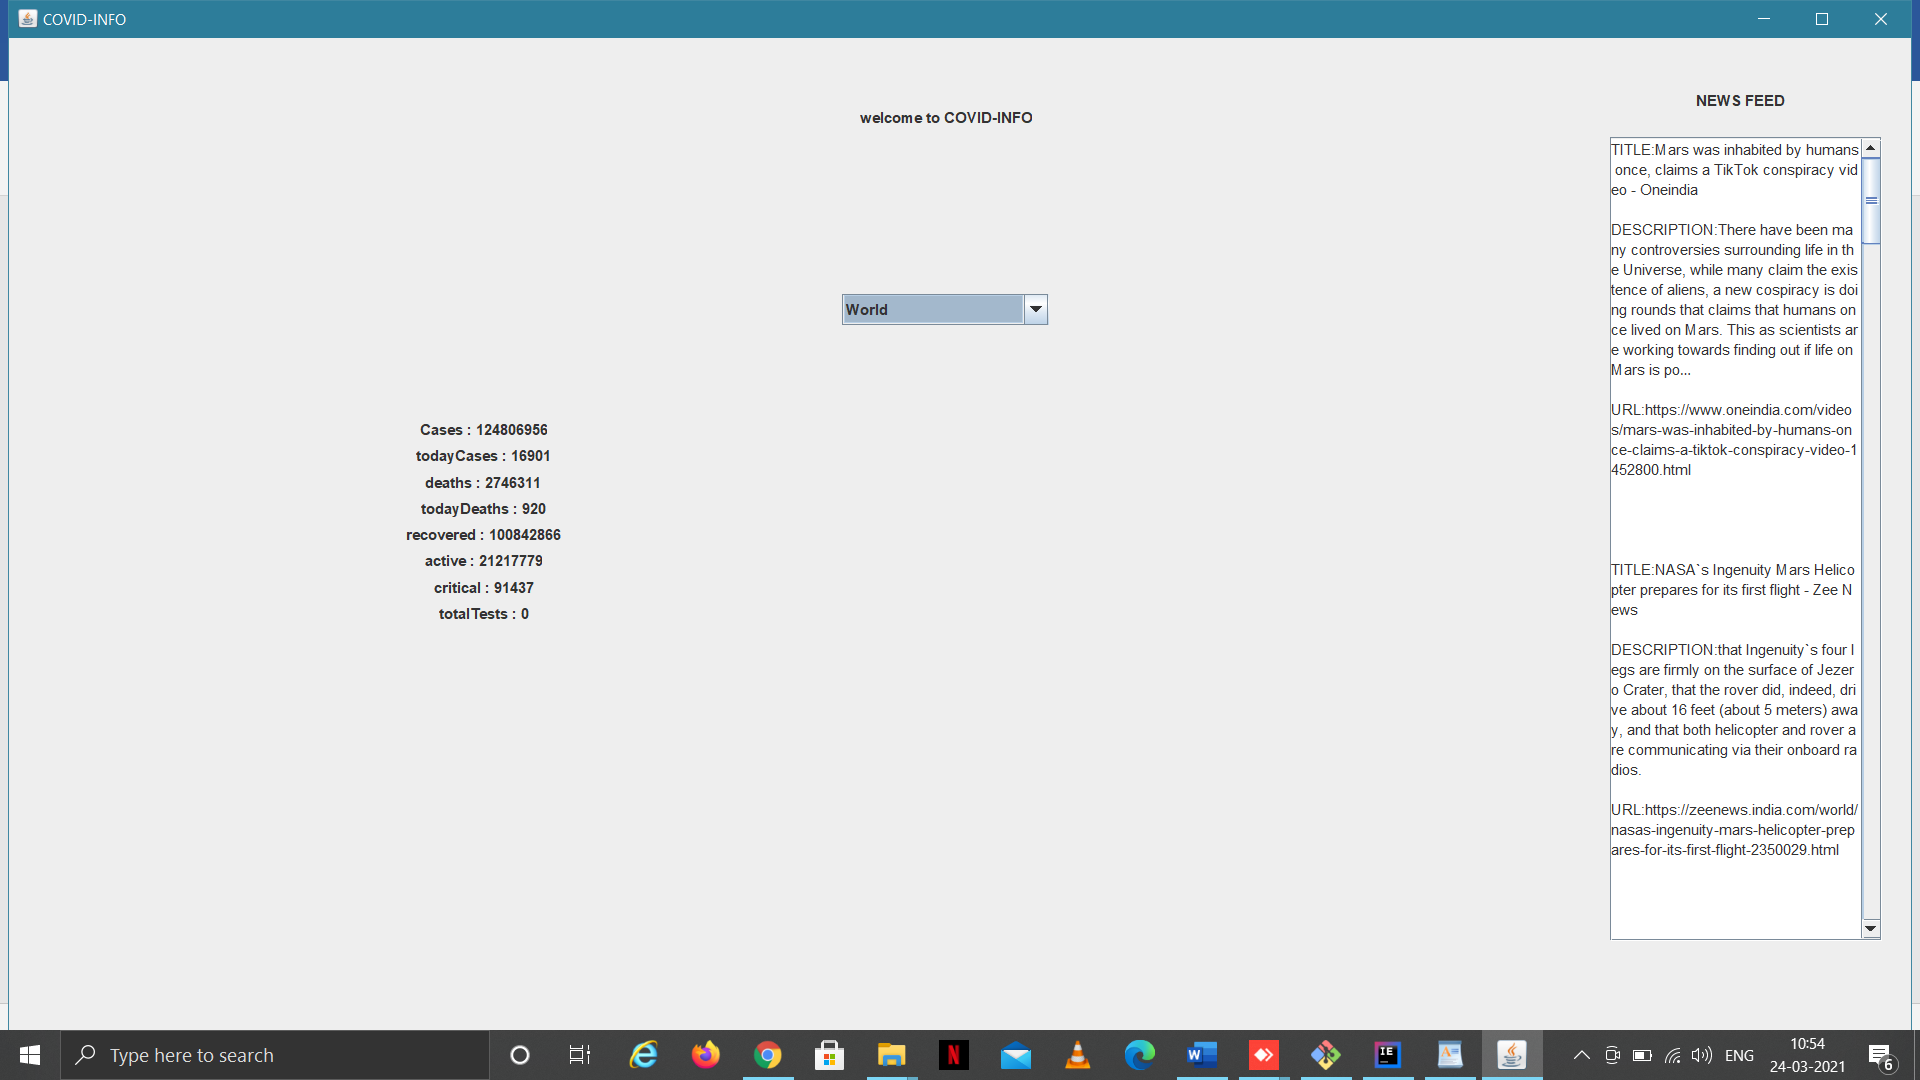 COVID-INFO
welcome to COVID-INFO
World
Cases : 124806956
todayCases : 16901
deaths : 2746311
todayDeaths : 920
recovered : 100842866
active : 21217779
critical : 91437
totalTests : 0
NEWS FEED
TITLE:Mars was inhabited by humans
once, claims a TikTok conspiracy vid
eo - Oneindia
DESCRIPTION:There have been ma
ny controversies surrounding life in th
e Universe, while many claim the exis
tence of aliens, a new cospiracy is doi
ng rounds that claims that humans on
ce lived on Mars. This as scientists ar
e working towards finding out if life on
Mars is po...
URL:https://www.oneindia.com/video
s/mars-was-inhabited-by-humans-on
ce-claims-a-tiktok-conspiracy-video-1
452800.html
TITLE:NASA`s Ingenuity Mars Helico
pter prepares for its first flight - Zee N
ews
DESCRIPTION:that Ingenuity`s four l
egs are firmly on the surface of Jezer
o Crater, that the rover did, indeed, dri
ve about 16 feet (about 5 meters) awa
y, and that both helicopter and rover a
re communicating via their onboard ra
dios.
URL:https://zeenews.india.com/world/
nasas-ingenuity-mars-helicopter-prep
ares-for-its-first-flight-2350029.html
Type here to search
N
W
IE
ENG
10:54
24-03-2021
6